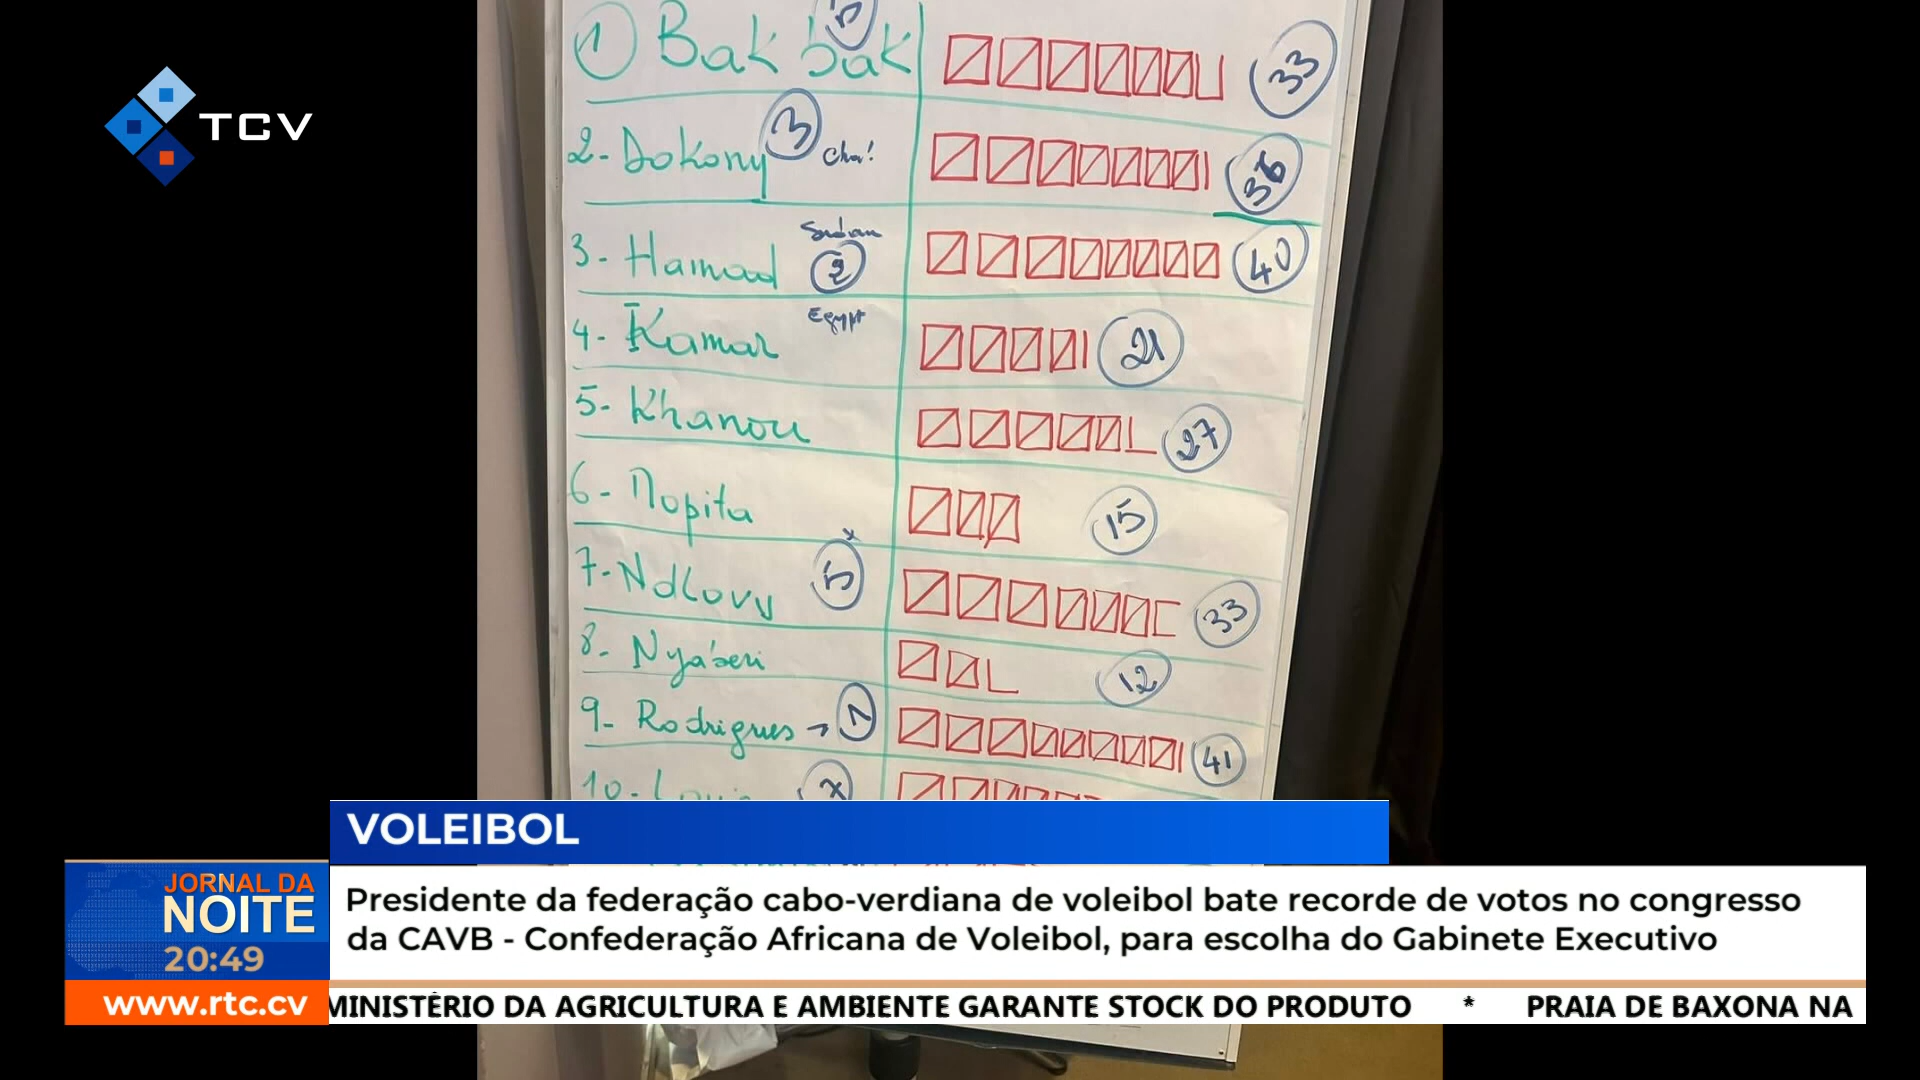 TCV
1 Bak bak 5 33
2- Dokony 3 Cha! 36
3- Hamad Sudan 2 40
4- Kamar Egypt 21
5- Khanou 27
6- Nopita 15
7- NdLovu 5 33
8- Nyaberi 12
9- Rodrigues → 1 41
10- Louis
VOLEIBOL
JORNAL DA
NOITE
20:49
www.rtc.cv
Presidente da federação cabo-verdiana de voleibol bate recorde de votos no congresso
da CAVB - Confederação Africana de Voleibol, para escolha do Gabinete Executivo
MINISTÉRIO DA AGRICULTURA E AMBIENTE GARANTE STOCK DO PRODUTO * PRAIA DE BAXONA NA